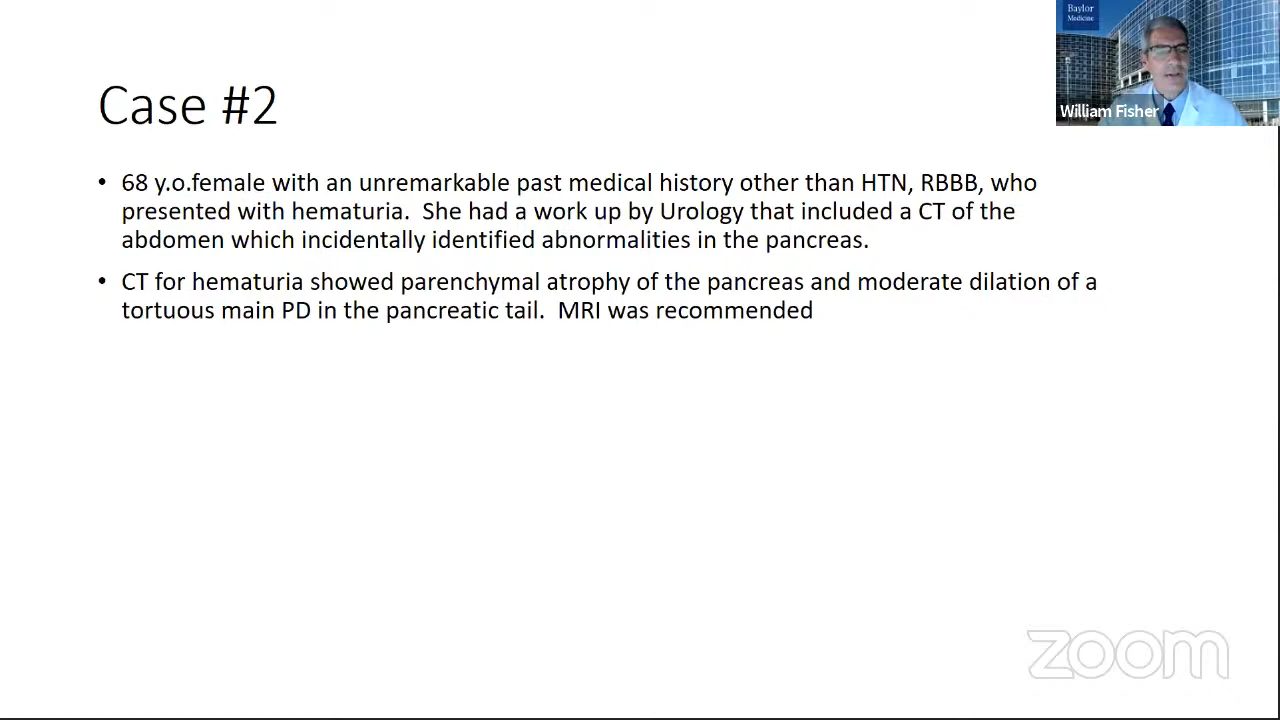 Baylor
Medicine
William Fisher
Case #2
• 68 y.o.female with an unremarkable past medical history other than HTN, RBBB, who
presented with hematuria.  She had a work up by Urology that included a CT of the
abdomen which incidentally identified abnormalities in the pancreas.
• CT for hematuria showed parenchymal atrophy of the pancreas and moderate dilation of a
tortuous main PD in the pancreatic tail.  MRI was recommended
zoom